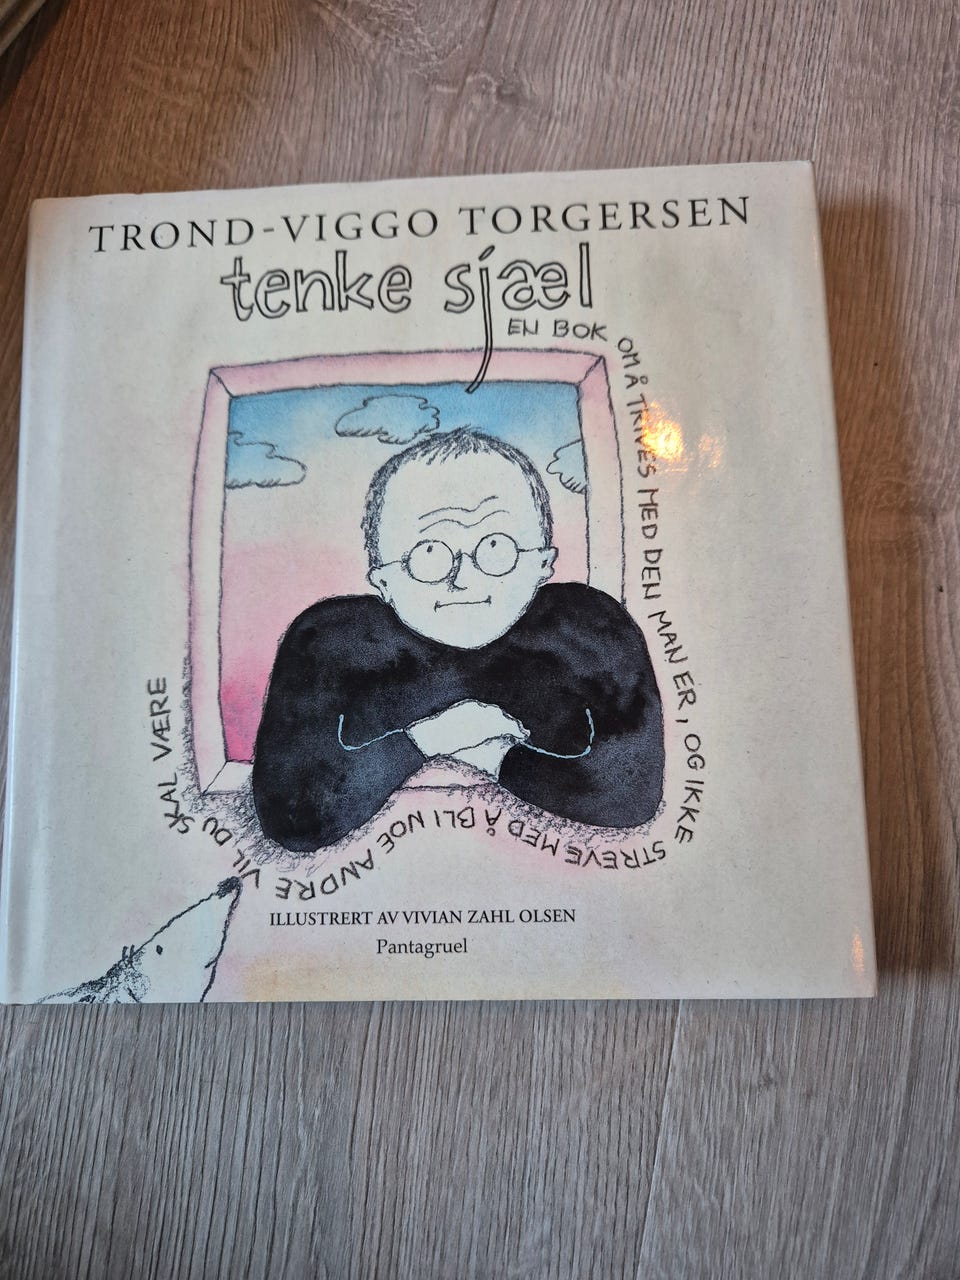 TROND-VIGGO TORGERSEN
tenke sjæl
EN BOK OM Å TRIVES MED DEN MAN ER, OG IKKE STREVE MED Å BLI NOE ANDRE VIL DU SKAL VÆRE
ILLUSTRERT AV VIVIAN ZAHL OLSEN
Pantagruel